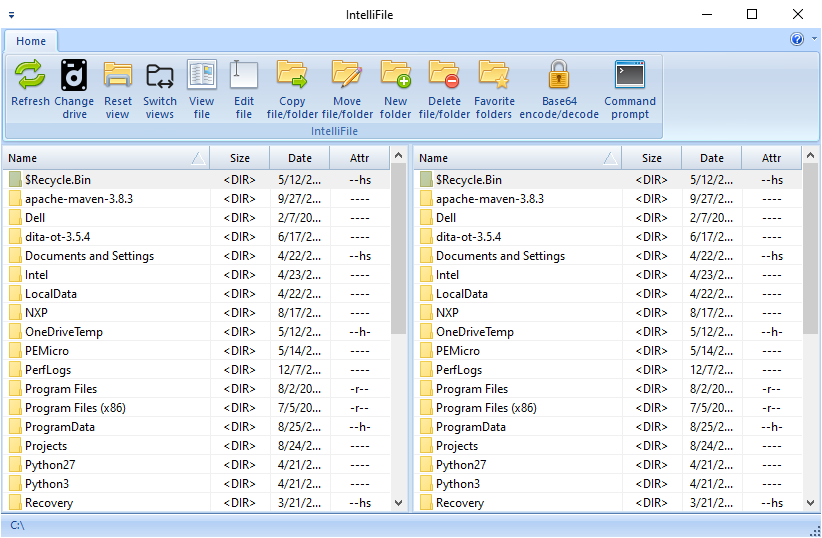 IntelliFile
Home
Refresh Change drive Reset view Switch views View file Edit file Copy file/folder Move file/folder New folder Delete file/folder Favorite folders Base64 encode/decode Command prompt
IntelliFile
Name Size Date Attr Name Size Date Attr
$Recycle.Bin <DIR> 5/12/2... --hs $Recycle.Bin <DIR> 5/12/2... --hs
apache-maven-3.8.3 <DIR> 9/27/2... ---- apache-maven-3.8.3 <DIR> 9/27/2... ----
Dell <DIR> 2/7/20... ---- Dell <DIR> 2/7/20... ----
dita-ot-3.5.4 <DIR> 6/17/2... ---- dita-ot-3.5.4 <DIR> 6/17/2... ----
Documents and Settings <DIR> 4/22/2... --hs Documents and Settings <DIR> 4/22/2... --hs
Intel <DIR> 4/23/2... ---- Intel <DIR> 4/23/2... ----
LocalData <DIR> 4/22/2... ---- LocalData <DIR> 4/22/2... ----
NXP <DIR> 8/17/2... ---- NXP <DIR> 8/17/2... ----
OneDriveTemp <DIR> 5/12/2... --h- OneDriveTemp <DIR> 5/12/2... --h-
PEMicro <DIR> 5/14/2... ---- PEMicro <DIR> 5/14/2... ----
PerfLogs <DIR> 12/7/2... ---- PerfLogs <DIR> 12/7/2... ----
Program Files <DIR> 8/2/20... -r-- Program Files <DIR> 8/2/20... -r--
Program Files (x86) <DIR> 7/5/20... -r-- Program Files (x86) <DIR> 7/5/20... -r--
ProgramData <DIR> 8/25/2... --h- ProgramData <DIR> 8/25/2... --h-
Projects <DIR> 8/24/2... ---- Projects <DIR> 8/24/2... ----
Python27 <DIR> 4/21/2... ---- Python27 <DIR> 4/21/2... ----
Python3 <DIR> 4/21/2... ---- Python3 <DIR> 4/21/2... ----
Recovery <DIR> 3/21/2... --hs Recovery <DIR> 3/21/2... --hs
C:\